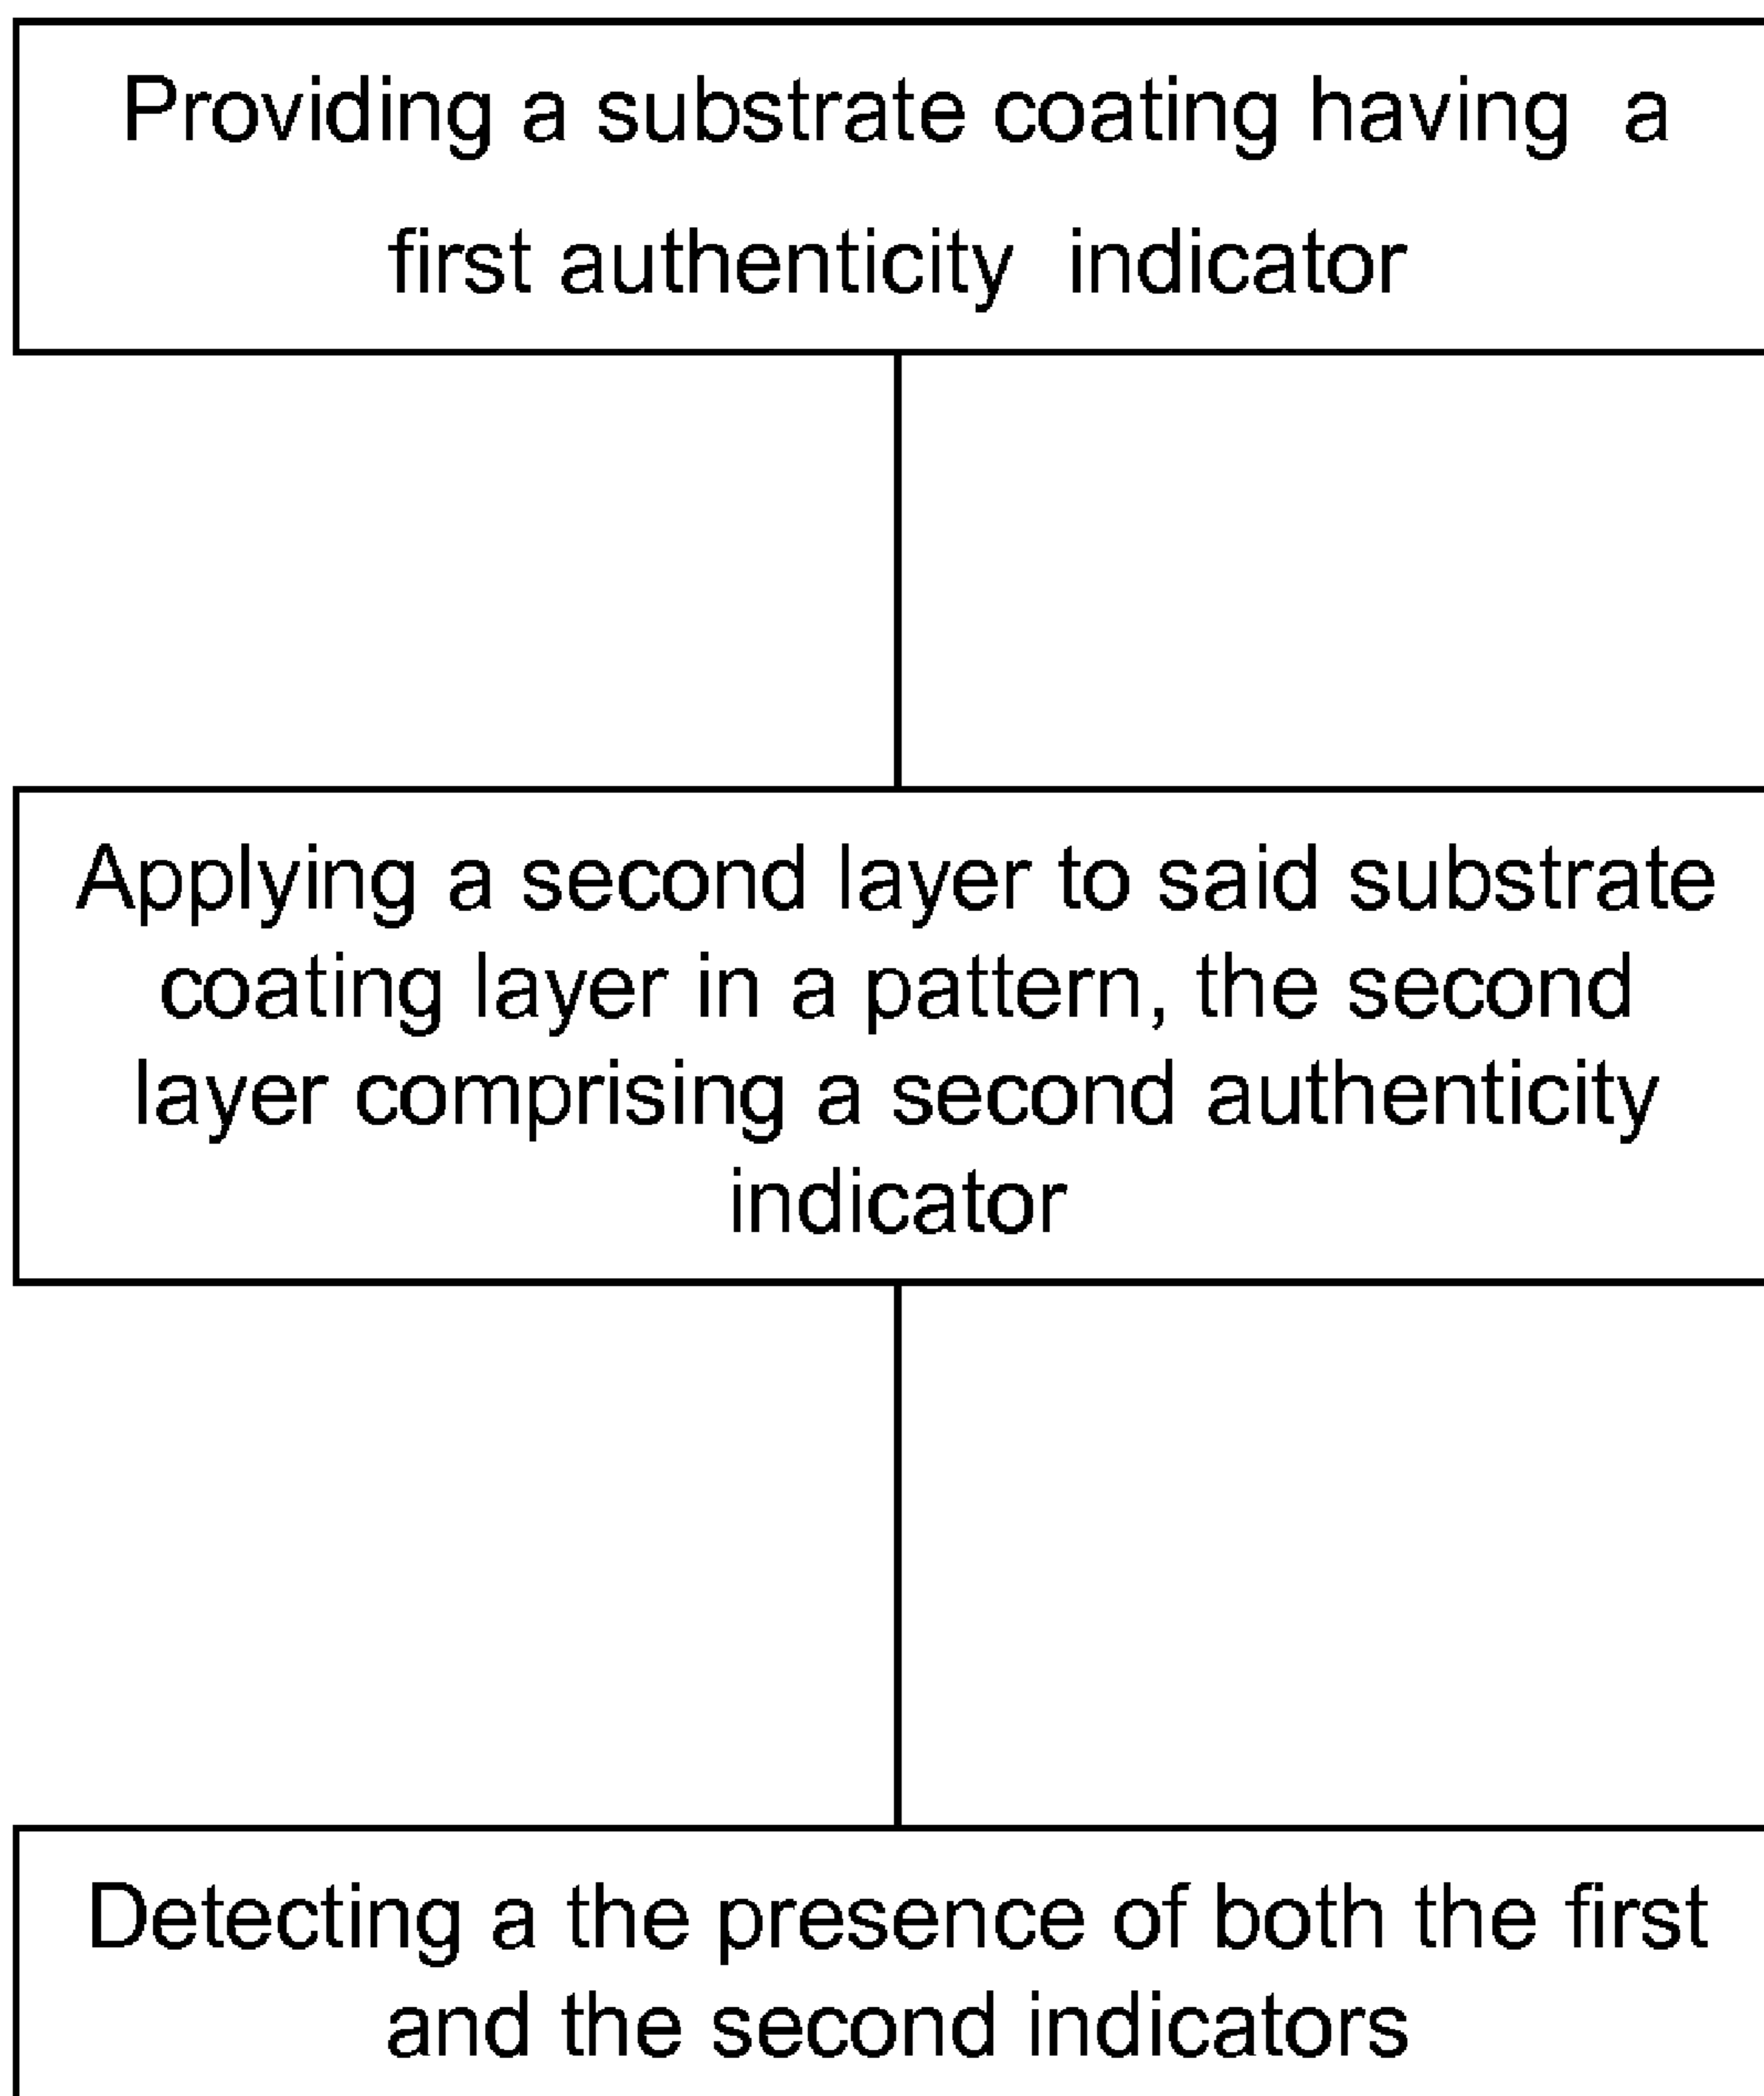 Providing a substrate coating having a
first authenticity indicator
Applying a second layer to said substrate
coating layer in a pattern, the second
layer comprising a second authenticity
indicator
Detecting a the presence of both the first
and the second indicators